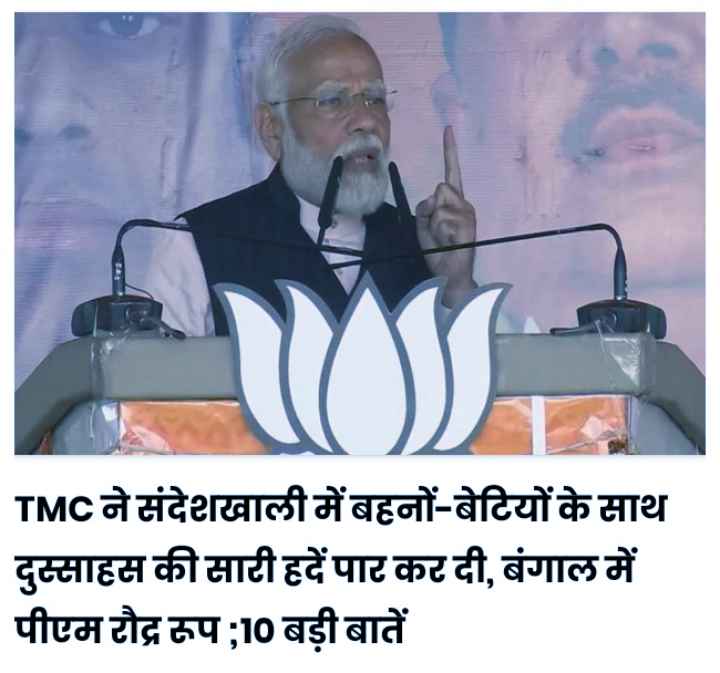 TMC ने संदेशखाली में बहनों-बेटियों के साथ
दुस्साहस की सारी हदें पार कर दी, बंगाल में
पीएम रौद्र रूप ;10 बड़ी बातें